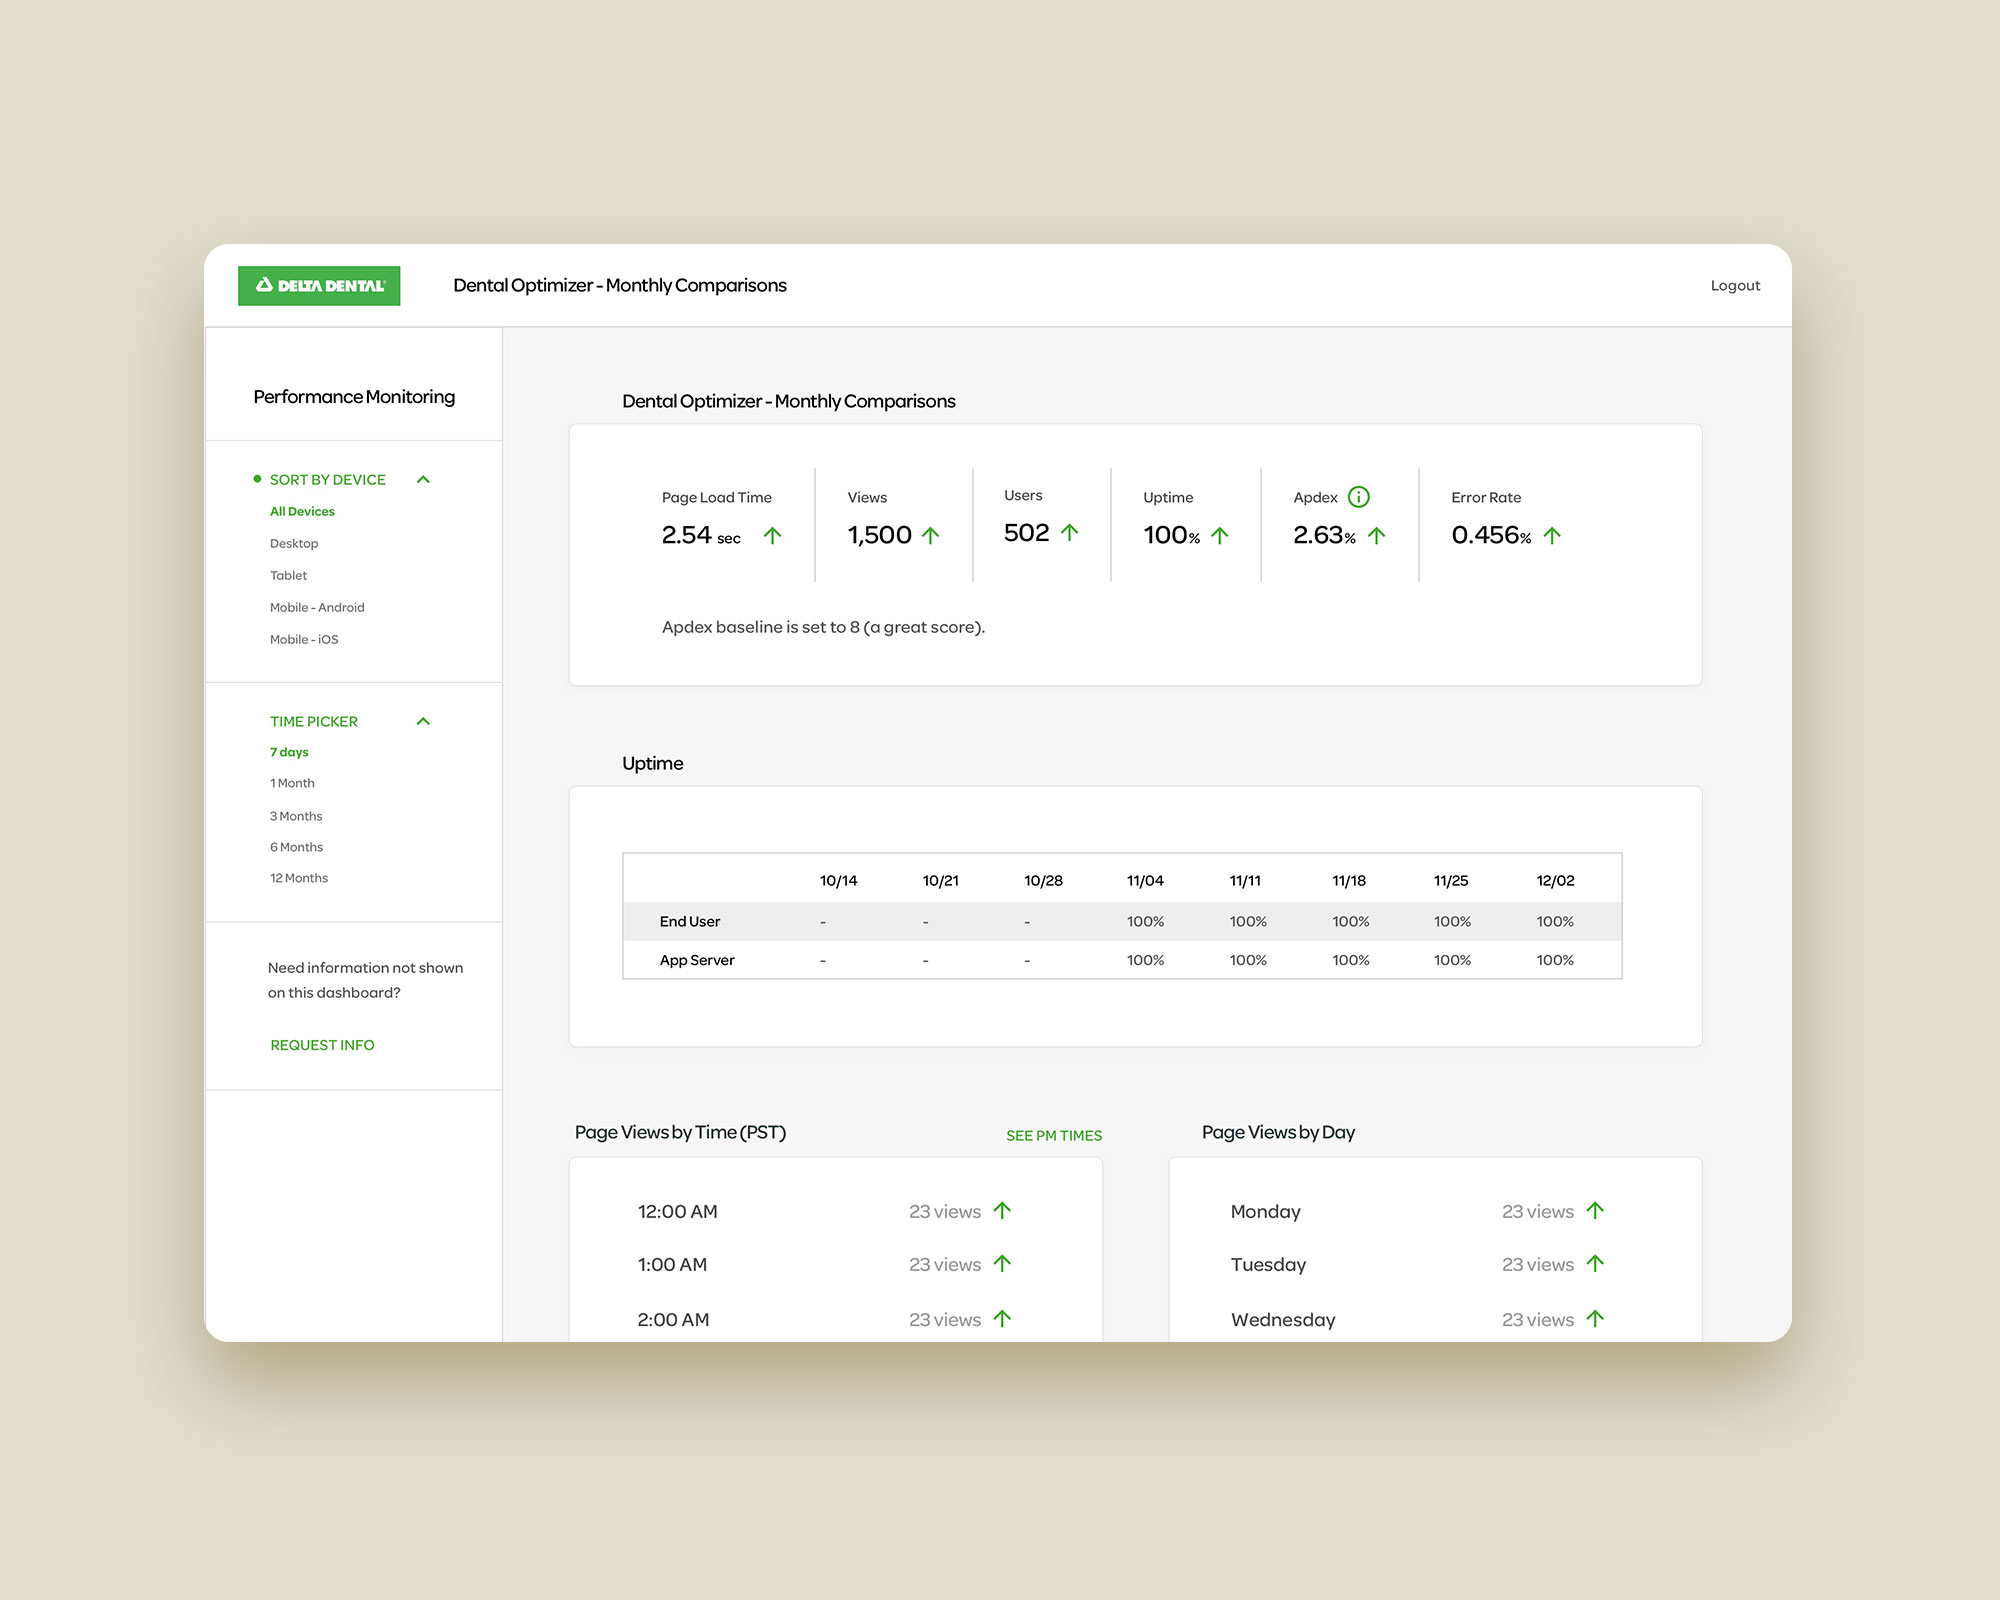 DELTA DENTAL
Dental Optimizer - Monthly Comparisons
Logout
Performance Monitoring
SORT BY DEVICE
All Devices
Desktop
Tablet
Mobile - Android
Mobile - iOS
TIME PICKER
7 days
1 Month
3 Months
6 Months
12 Months
Need information not shown
on this dashboard?
REQUEST INFO
Dental Optimizer - Monthly Comparisons
Page Load Time
2.54 sec
Views
1,500
Users
502
Uptime
100%
Apdex
2.63%
Error Rate
0.456%
Apdex baseline is set to 8 (a great score).
Uptime
10/14 10/21 10/28 11/04 11/11 11/18 11/25 12/02
End User - - - 100% 100% 100% 100% 100%
App Server - - - 100% 100% 100% 100% 100%
Page Views by Time (PST)
SEE PM TIMES
12:00 AM 23 views
1:00 AM 23 views
2:00 AM 23 views
Page Views by Day
Monday 23 views
Tuesday 23 views
Wednesday 23 views